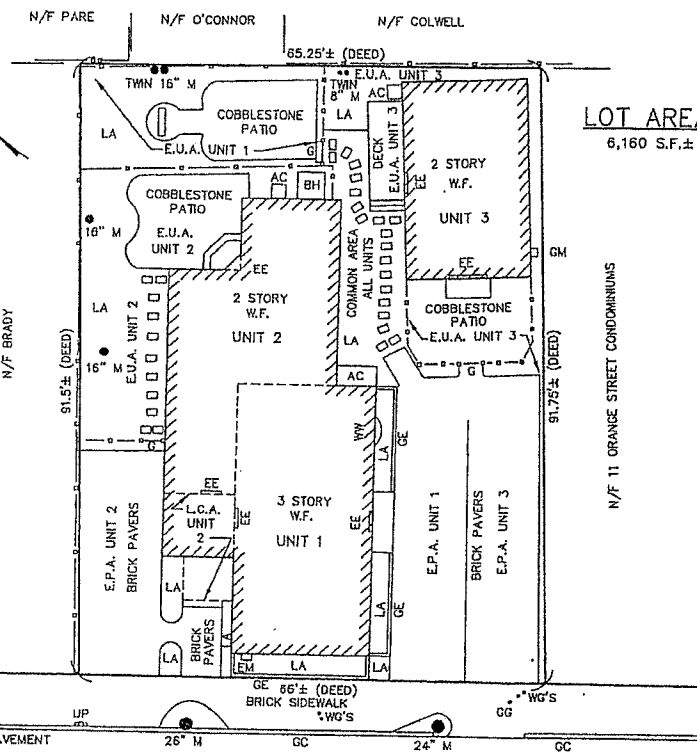 N/F PARE
N/F O'CONNOR
N/F COLWELL
65.25'± (DEED)
TWIN 16" M
TWIN
8" M
E.U.A. UNIT 3
AC
LA
COBBLESTONE
PATIO
LA
E.U.A. UNIT 1
G
DECK
E.U.A. UNIT 3
EE
2 STORY
W.F.
UNIT 3
LOT AREA
6,160 S.F.±
AC
BH
COBBLESTONE
PATIO
E.U.A.
UNIT 2
16" M
EE
2 STORY
W.F.
UNIT 2
COMMON AREA
ALL UNITS
EE
GM
COBBLESTONE
PATIO
E.U.A. UNIT 3
G
LA
E.U.A. UNIT 2
16" M
LA
AC
N/F BRADY
91.5'± (DEED)
91.75'± (DEED)
N/F 11 ORANGE STREET CONDOMINIUMS
G
WW
LA
GE
EE
L.C.A.
UNIT
2
EE
3 STORY
W.F.
UNIT 1
EE
E.P.A. UNIT 2
BRICK PAVERS
E.P.A. UNIT 1
BRICK PAVERS
E.P.A. UNIT 3
LA
LA
GE
BRICK
PAVERS
LA
EM
LA
LA
GE
66'± (DEED)
BRICK SIDEWALK
WG'S
WG'S
GG
UP
AVEMENT
26" M
GC
24" M
GC